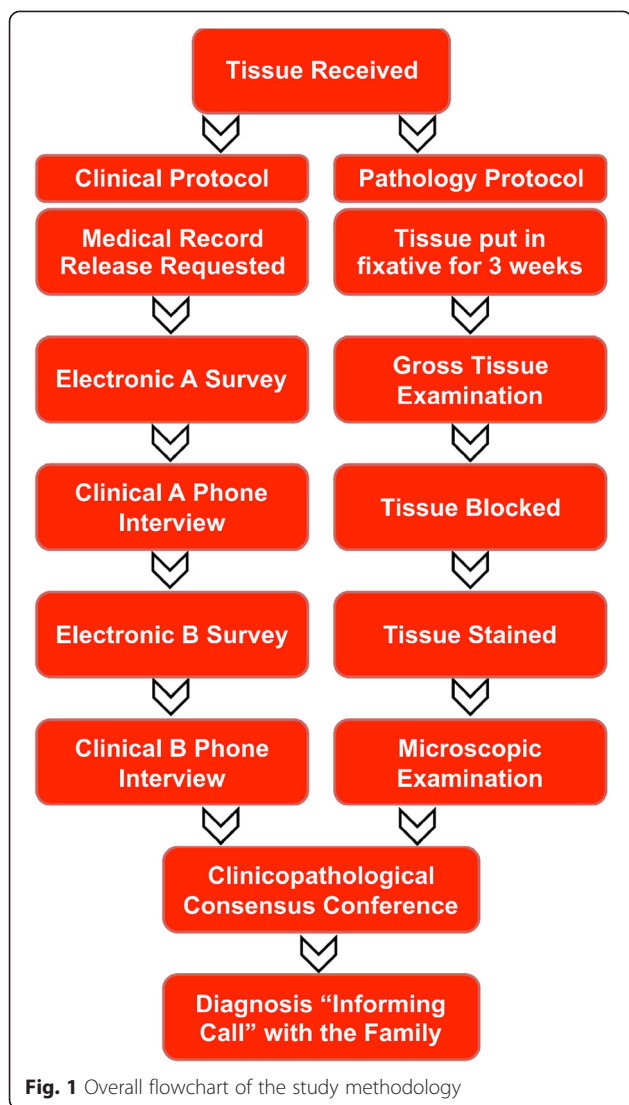 Tissue Received
Clinical Protocol
Medical Record
Release Requested
Electronic A Survey
Clinical A Phone
Interview
Electronic B Survey
Clinical B Phone
Interview
Pathology Protocol
Tissue put in
fixative for 3 weeks
Gross Tissue
Examination
Tissue Blocked
Tissue Stained
Microscopic
Examination
Clinicopathological
Consensus Conference
Diagnosis “Informing
Call” with the Family
Fig. 1 Overall flowchart of the study methodology